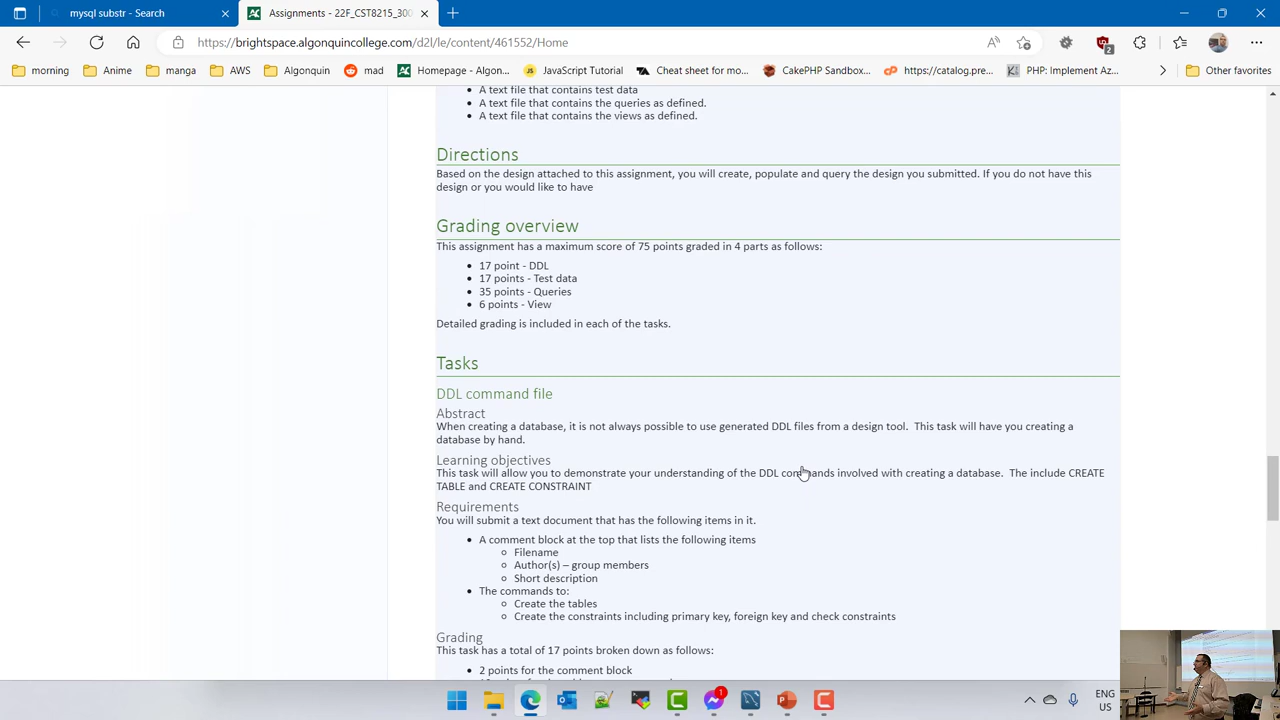 mysql substr - Search
Assignments - 22F_CST8215_300
https://brightspace.algonquincollege.com/d2l/le/content/461552/Home
morning
Anime
manga
AWS
Algonquin
mad
Homepage - Algon...
JavaScript Tutorial
Cheat sheet for mo...
CakePHP Sandbox...
https://catalog.pre...
PHP: Implement Az...
Other favorites
• A text file that contains test data
• A text file that contains the queries as defined.
• A text file that contains the views as defined.
Directions
Based on the design attached to this assignment, you will create, populate and query the design you submitted. If you do not have this
design or you would like to have
Grading overview
This assignment has a maximum score of 75 points graded in 4 parts as follows:
• 17 point - DDL
• 17 points - Test data
• 35 points - Queries
• 6 points - View
Detailed grading is included in each of the tasks.
Tasks
DDL command file
Abstract
When creating a database, it is not always possible to use generated DDL files from a design tool. This task will have you creating a
database by hand.
Learning objectives
This task will allow you to demonstrate your understanding of the DDL commands involved with creating a database. The include CREATE
TABLE and CREATE CONSTRAINT
Requirements
You will submit a text document that has the following items in it.
• A comment block at the top that lists the following items
○ Filename
○ Author(s) – group members
○ Short description
• The commands to:
○ Create the tables
○ Create the constraints including primary key, foreign key and check constraints
Grading
This task has a total of 17 points broken down as follows:
• 2 points for the comment block
ENG
US